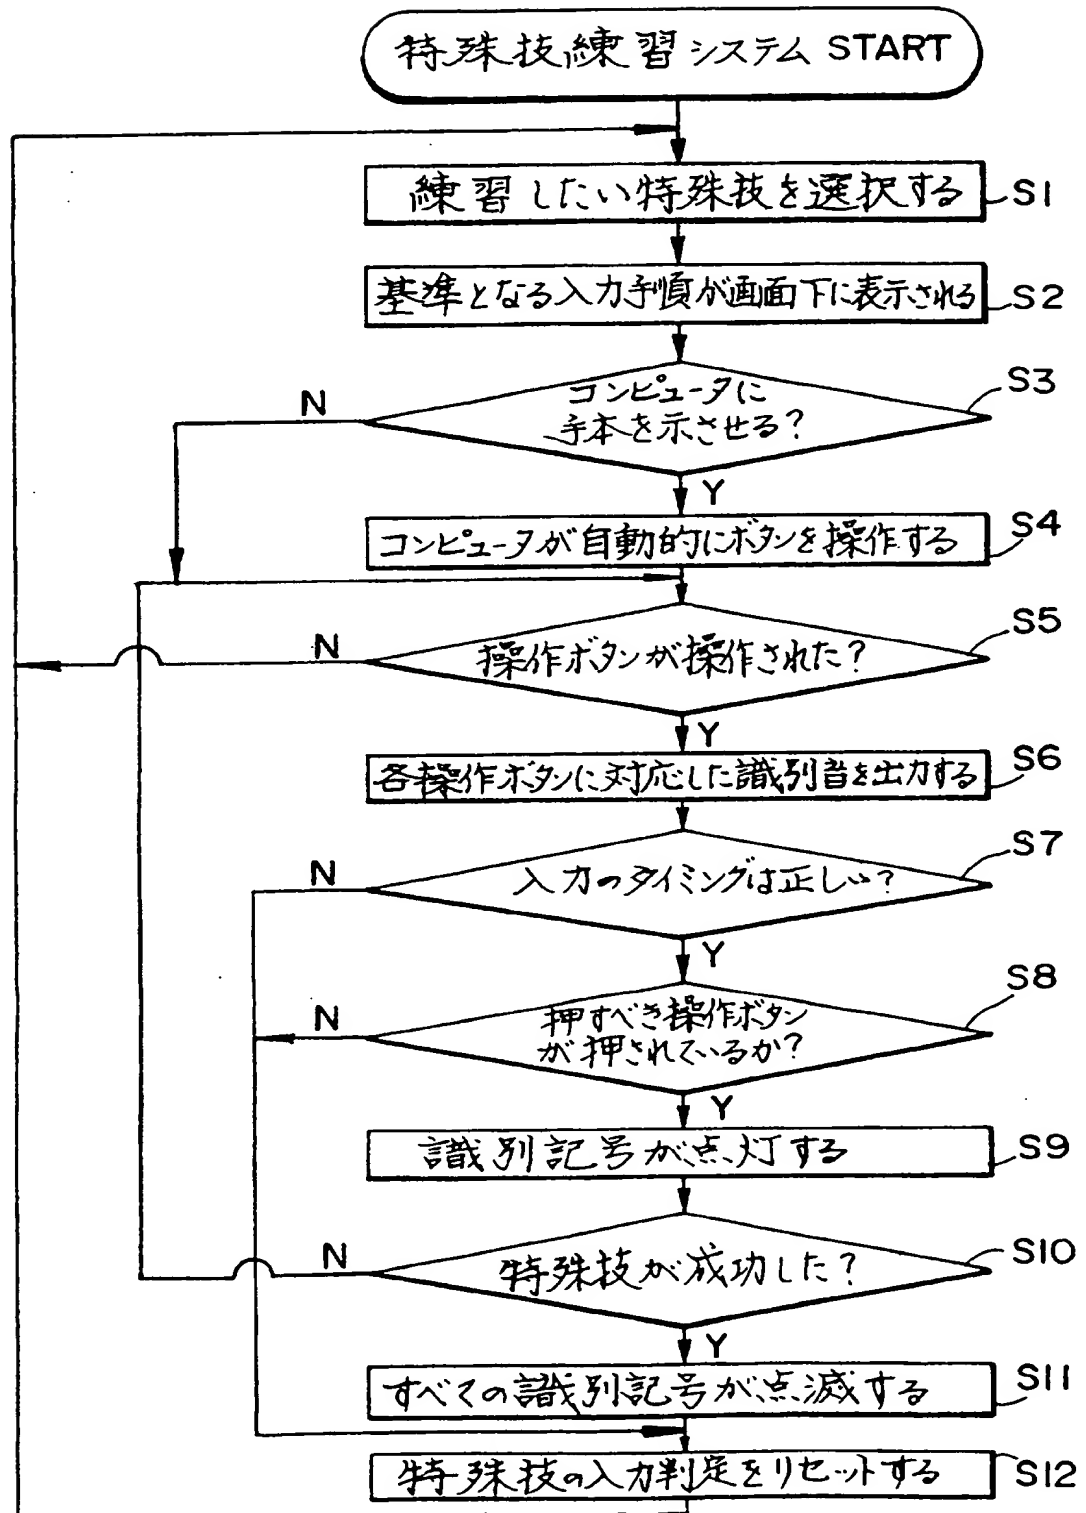 特殊技練習システム START
練習したい特殊技を選択する
S1
基準となる入力手順が画面下に表示される
S2
コンピュータに
手本を示させる?
S3
N
Y
コンピュータが自動的にボタンを操作する
S4
操作ボタンが操作された?
S5
N
Y
各操作ボタンに対応した識別音を出力する
S6
入力のタイミングは正しい?
S7
N
Y
押すべき操作ボタン
が押されているか?
S8
N
Y
識別記号が点灯する
S9
特殊技が成功した?
S10
N
Y
すべての識別記号が点滅する
S11
特殊技の入力判定をリセットする
S12